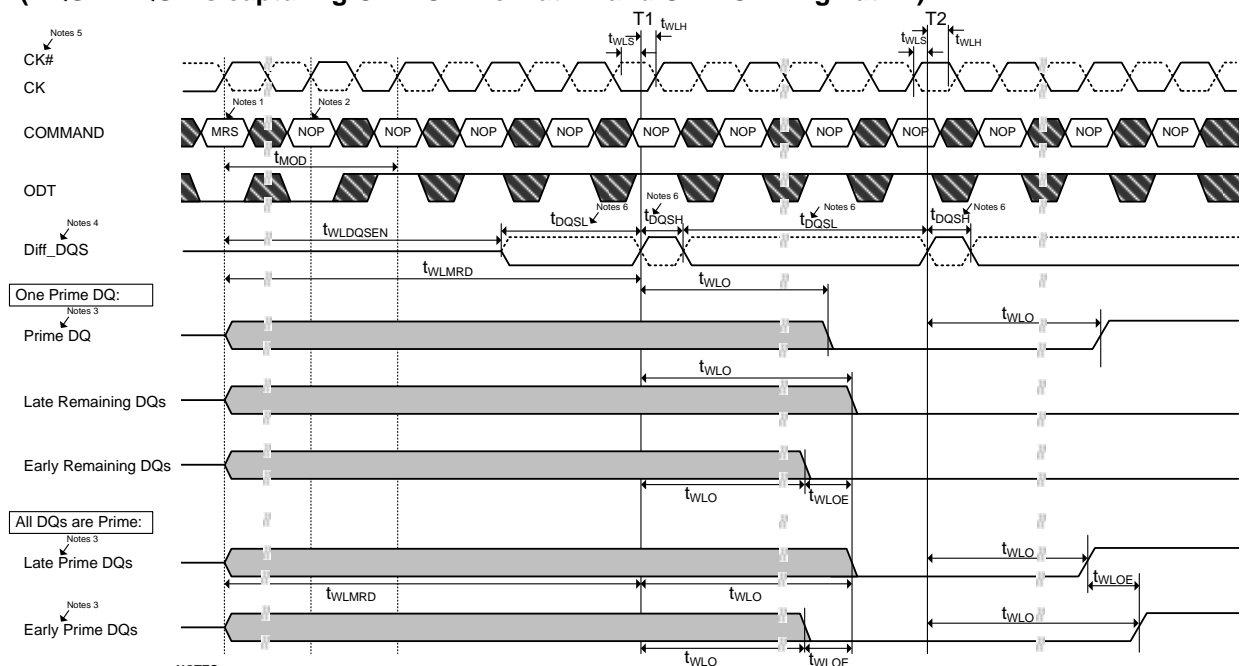 T1
T2
Notes 5
tWLS
tWLH
tWLS
tWLH
CK#
CK
Notes 1
Notes 2
COMMAND
MRS NOP NOP NOP NOP NOP NOP NOP NOP NOP NOP NOP
tMOD
ODT
Notes 4
Notes 6
Notes 6
Notes 6
Notes 6
tDQSL
tDQSH
tDQSL
tDQSH
tWLDQSEN
Diff_DQS
tWLMRD
tWLO
One Prime DQ:
Notes 3
Prime DQ
tWLO
tWLO
Late Remaining DQs
Early Remaining DQs
tWLO
tWLOE
All DQs are Prime:
Notes 3
Late Prime DQs
tWLO
tWLOE
tWLMRD
tWLO
Notes 3
Early Prime DQs
tWLO
tWLO
tWLOE